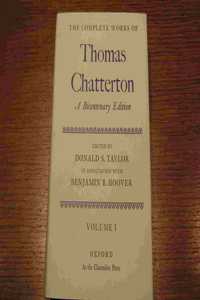 THE COMPLETE WORKS OF
Thomas
Chatterton
A Bicentenary Edition
EDITED BY
DONALD S. TAYLOR
IN ASSOCIATION WITH
BENJAMIN B. HOOVER
VOLUME I
OXFORD
At the Clarendon Press